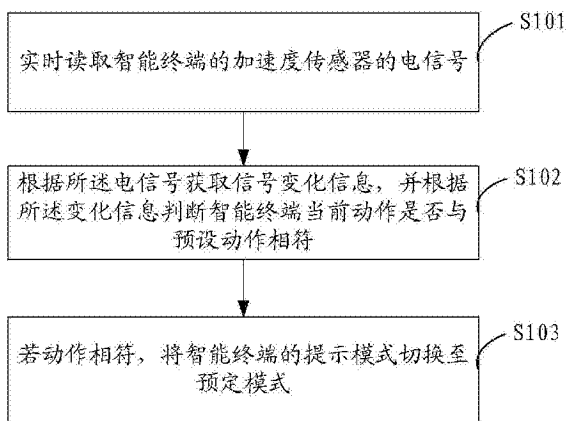 S101
实时读取智能终端的加速度传感器的电信号
S102
根据所述电信号获取信号变化信息，并根据
所述变化信息判断智能终端当前动作是否与
预设动作相符
S103
若动作相符，将智能终端的提示模式切换至
预定模式